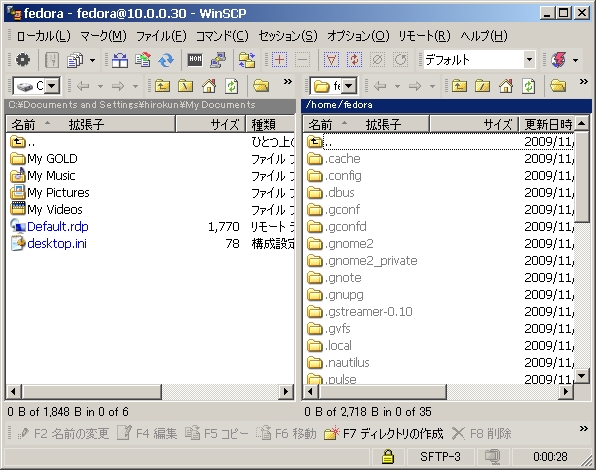 fedora - fedora@10.0.0.30 - WinSCP
ローカル(L) マーク(M) ファイル(F) コマンド(C) セッション(S) オプション(O) リモート(R) ヘルプ(H)
デフォルト
C:¥Documents and Settings¥hirokun¥My Documents
名前 拡張子 サイズ 種類
.. ひとつ上の
My GOLD ファイル フ
My Music ファイル フ
My Pictures ファイル フ
My Videos ファイル フ
Default.rdp 1,770 リモート デ
desktop.ini 78 構成設定
0 B of 1,848 B in 0 of 6
/home/fedora
名前 拡張子 サイズ 更新日時
.. 2009/11/
.cache 2009/11/
.config 2009/11/
.dbus 2009/11/
.gconf 2009/11/
.gconfd 2009/11/
.gnome2 2009/11/
.gnome2_private 2009/11/
.gnote 2009/11/
.gnupg 2009/11/
.gstreamer-0.10 2009/11/
.gvfs 2009/11/
.local 2009/11/
.nautilus 2009/11/
.pulse 2009/11/
0 B of 2,718 B in 0 of 35
F2 名前の変更 F4 編集 F5 コピー F6 移動 F7 ディレクトリの作成 F8 削除
SFTP-3 0:00:28